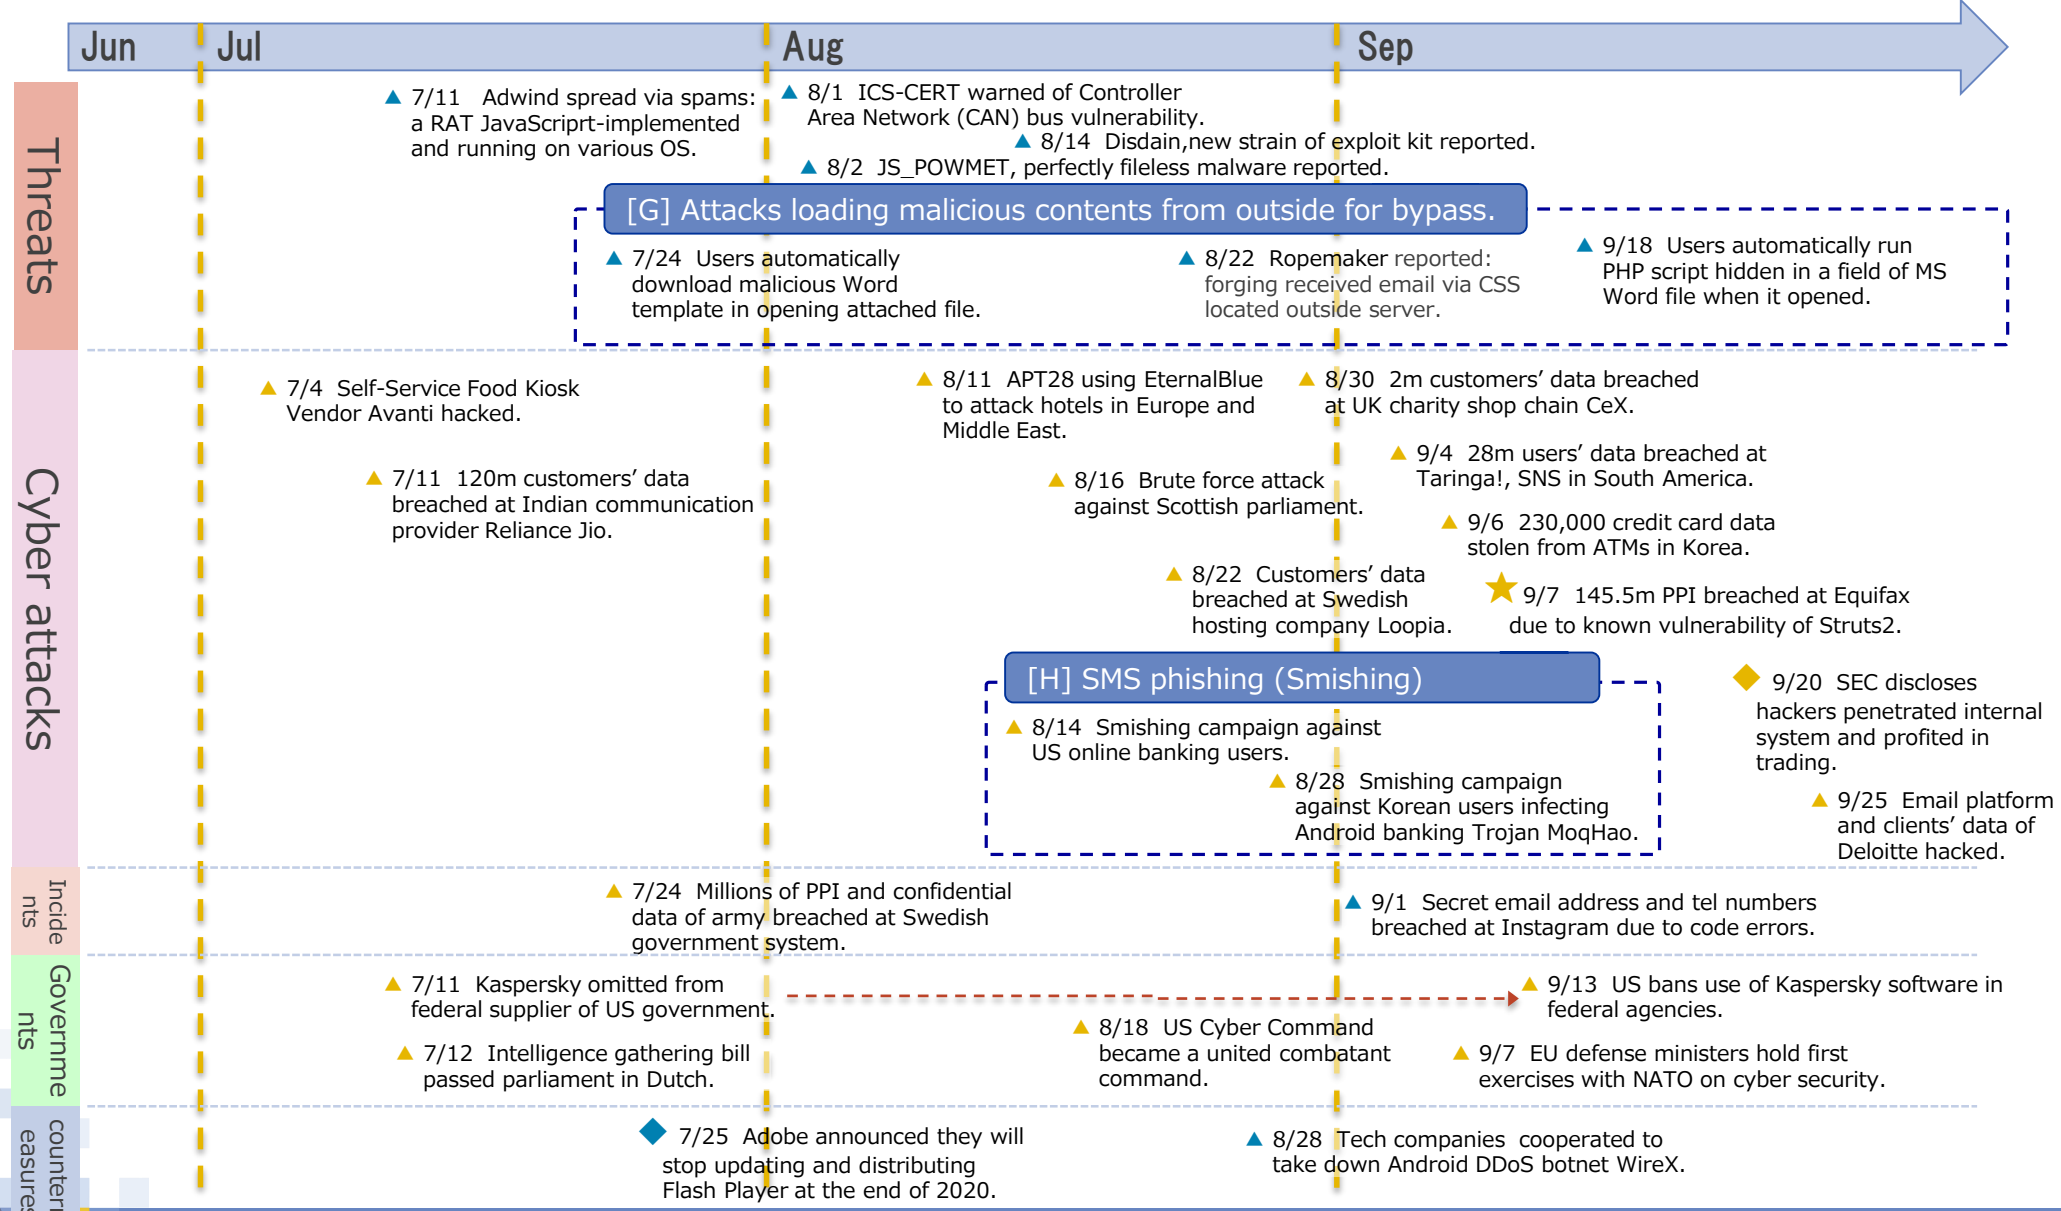 Jun
Jul
Aug
Sep
Threats
7/11 Adwind spread via spams:
a RAT JavaScriprt-implemented
and running on various OS.
8/1 ICS-CERT warned of Controller
Area Network (CAN) bus vulnerability.
8/14 Disdain,new strain of exploit kit reported.
8/2 JS_POWMET, perfectly fileless malware reported.
[G] Attacks loading malicious contents from outside for bypass.
7/24 Users automatically
download malicious Word
template in opening attached file.
8/22 Ropemaker reported:
forging received email via CSS
located outside server.
9/18 Users automatically run
PHP script hidden in a field of MS
Word file when it opened.
Cyber attacks
7/4 Self-Service Food Kiosk
Vendor Avanti hacked.
7/11 120m customers’ data
breached at Indian communication
provider Reliance Jio.
8/11 APT28 using EternalBlue
to attack hotels in Europe and
Middle East.
8/16 Brute force attack
against Scottish parliament.
8/22 Customers’ data
breached at Swedish
hosting company Loopia.
8/30 2m customers’ data breached
at UK charity shop chain CeX.
9/4 28m users’ data breached at
Taringa!, SNS in South America.
9/6 230,000 credit card data
stolen from ATMs in Korea.
9/7 145.5m PPI breached at Equifax
due to known vulnerability of Struts2.
[H] SMS phishing (Smishing)
8/14 Smishing campaign against
US online banking users.
8/28 Smishing campaign
against Korean users infecting
Android banking Trojan MoqHao.
9/20 SEC discloses
hackers penetrated internal
system and profited in
trading.
9/25 Email platform
and clients’ data of
Deloitte hacked.
Incide
nts
7/24 Millions of PPI and confidential
data of army breached at Swedish
government system.
9/1 Secret email address and tel numbers
breached at Instagram due to code errors.
Governme
nts
7/11 Kaspersky omitted from
federal supplier of US government.
7/12 Intelligence gathering bill
passed parliament in Dutch.
8/18 US Cyber Command
became a united combatant
command.
9/13 US bans use of Kaspersky software in
federal agencies.
9/7 EU defense ministers hold first
exercises with NATO on cyber security.
easures
7/25 Adobe announced they will
stop updating and distributing
Flash Player at the end of 2020.
8/28 Tech companies cooperated to
take down Android DDoS botnet WireX.